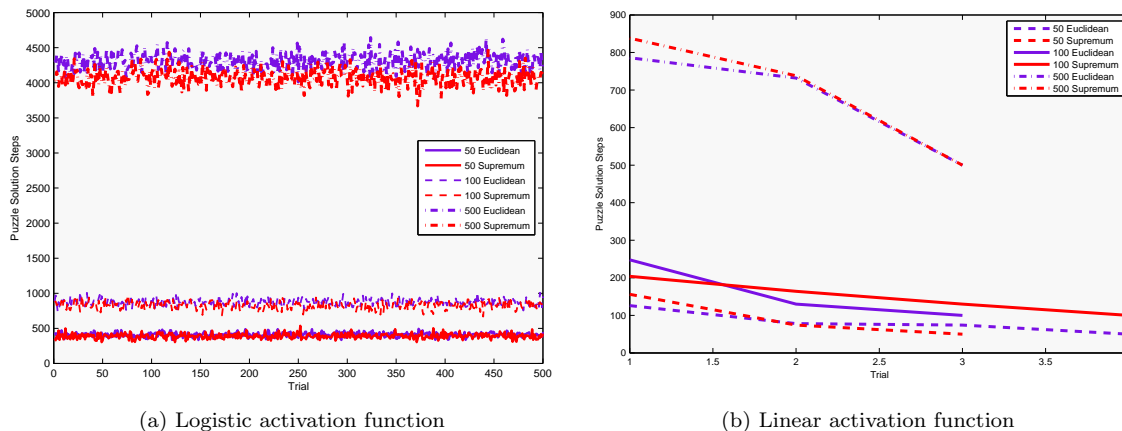 5000
4500
4000
3500
3000
2500
2000
1500
1000
500
0
Puzzle Solution Steps
0 50 100 150 200 250 300 350 400 450 500
Trial
50 Euclidean
50 Supremum
100 Euclidean
100 Supremum
500 Euclidean
500 Supremum
(a) Logistic activation function
900
800
700
600
500
400
300
200
100
0
Puzzle Solution Steps
1 1.5 2 2.5 3 3.5
Trial
50 Euclidean
50 Supremum
100 Euclidean
100 Supremum
500 Euclidean
500 Supremum
(b) Linear activation function